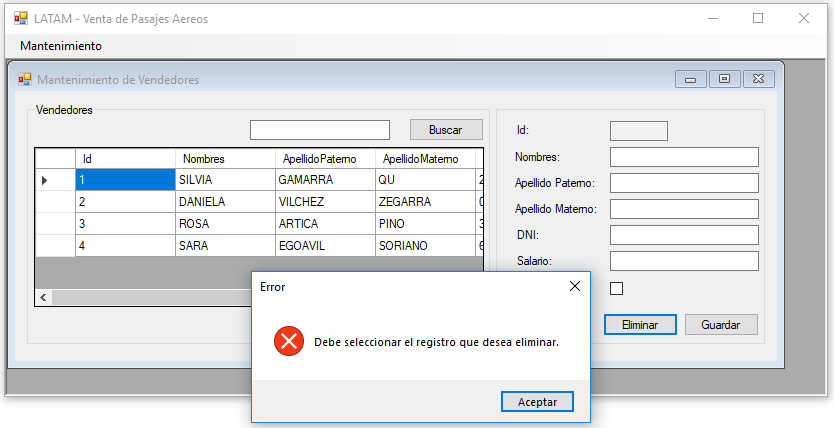 LATAM - Venta de Pasajes Aereos
Mantenimiento
Mantenimiento de Vendedores
Vendedores
Buscar
Id Nombres ApellidoPaterno ApellidoMaterno
1 SILVIA GAMARRA QU 2
2 DANIELA VILCHEZ ZEGARRA 0
3 ROSA ARTICA PINO 3
4 SARA EGOAVIL SORIANO 6
Id:
Nombres:
Apellido Paterno:
Apellido Materno:
DNI:
Salario:
Eliminar Guardar
Error
Debe seleccionar el registro que desea eliminar.
Aceptar